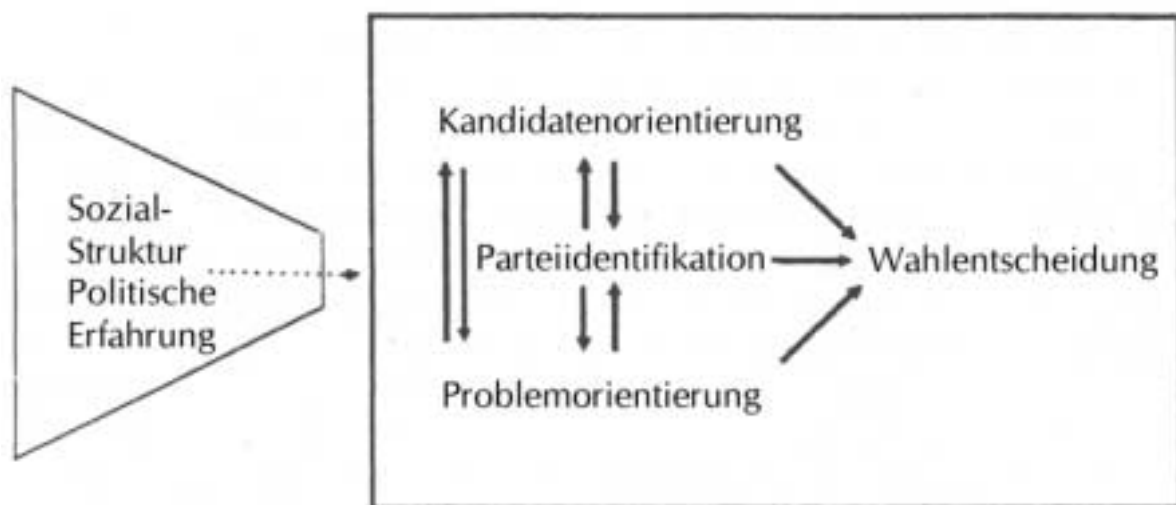 Kandidatenorientierung
Sozial-
Struktur
Politische
Erfahrung
Parteiidentifikation
Wahlentscheidung
Problemorientierung